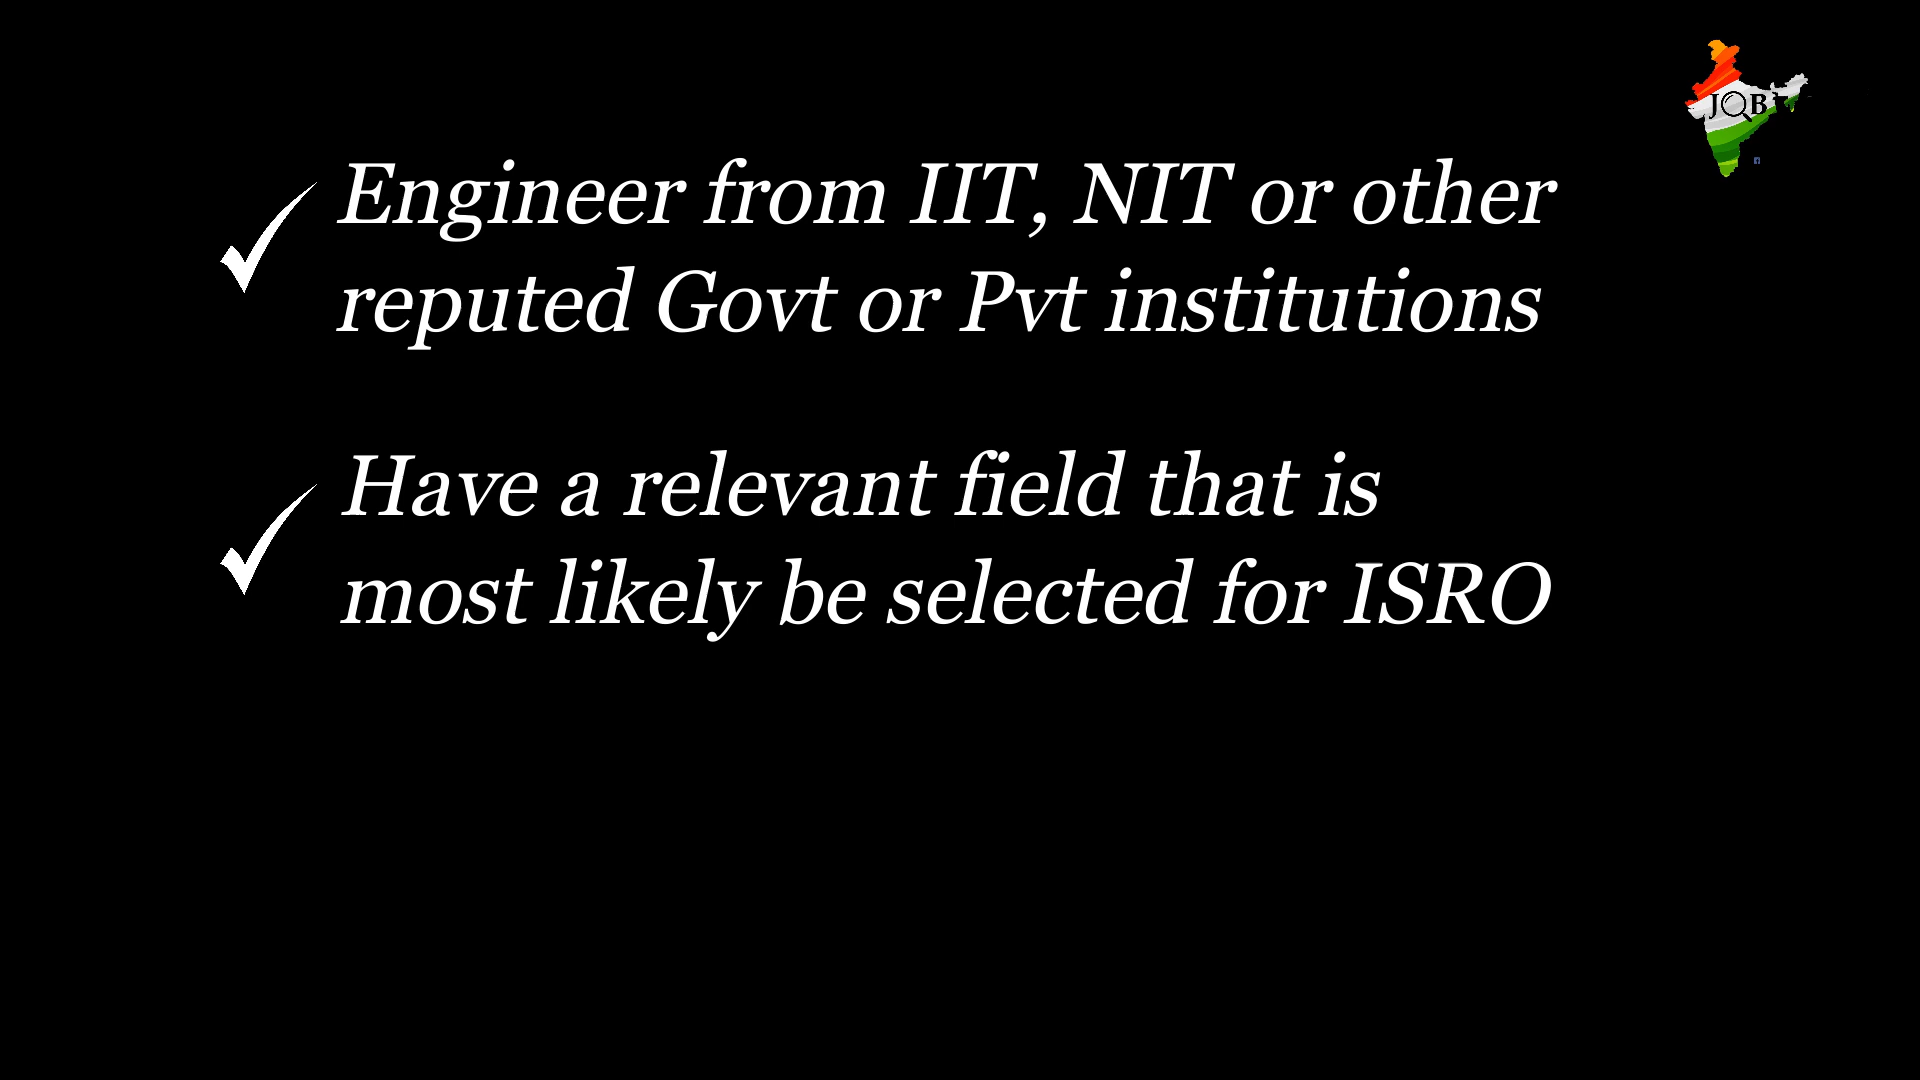 JOB
Engineer from IIT, NIT or other
reputed Govt or Pvt institutions
Have a relevant field that is
most likely be selected for ISRO